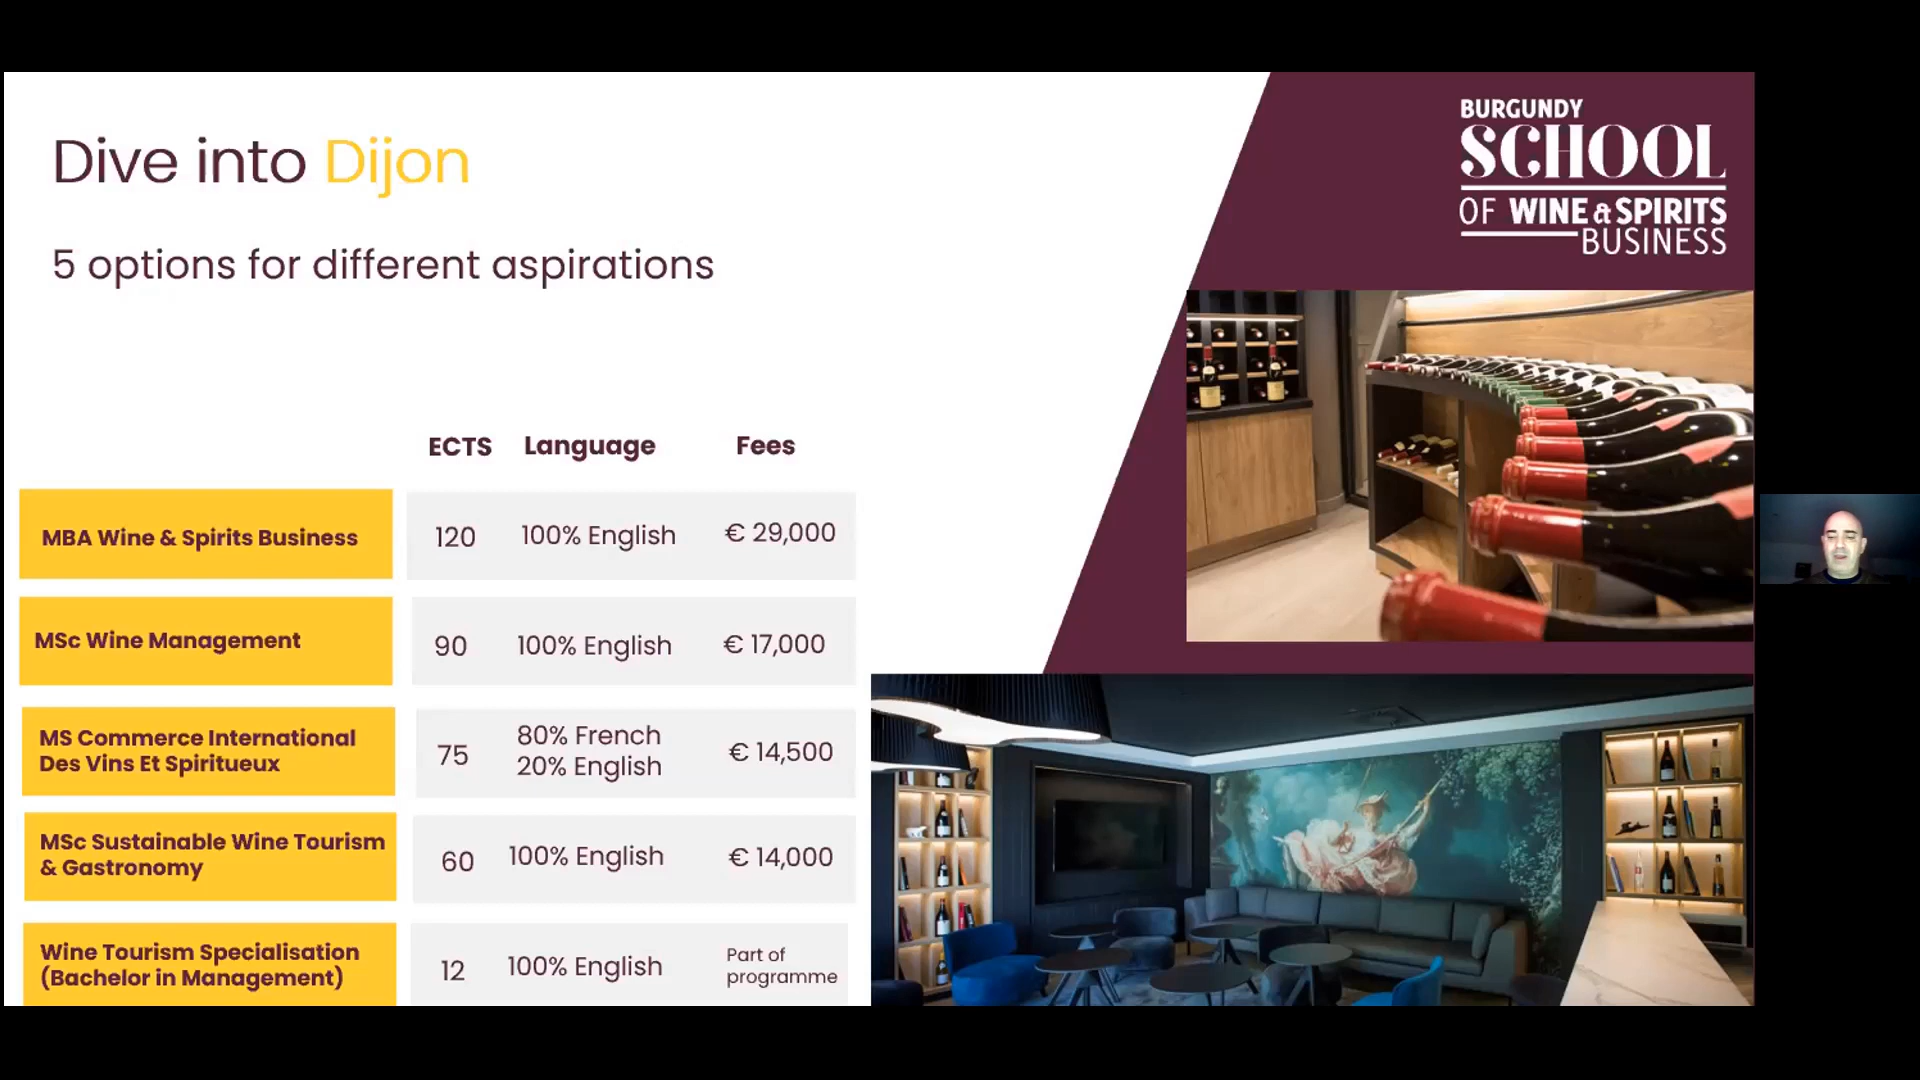 Dive into Dijon
5 options for different aspirations
BURGUNDY
SCHOOL
OF WINE & SPIRITS
BUSINESS
ECTS Language Fees
MBA Wine & Spirits Business 120 100% English € 29,000
MSc Wine Management 90 100% English € 17,000
MS Commerce International
Des Vins Et Spiritueux
75
80% French
20% English
€ 14,500
MSc Sustainable Wine Tourism
& Gastronomy
60 100% English € 14,000
Wine Tourism Specialisation
(Bachelor in Management)
12 100% English
Part of
programme